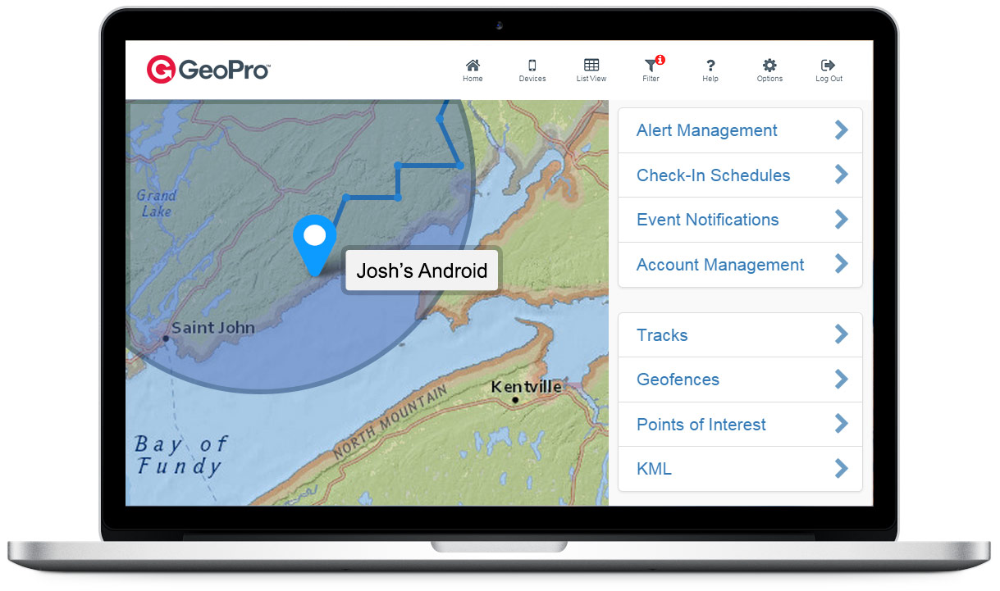 GeoPro™
Home
Devices
List View
Filter
Help
Options
Log Out
Grand
Lake
Josh's Android
Saint John
Kentville
NORTH MOUNTAIN
Bay of
Fundy
Alert Management
Check-In Schedules
Event Notifications
Account Management
Tracks
Geofences
Points of Interest
KML